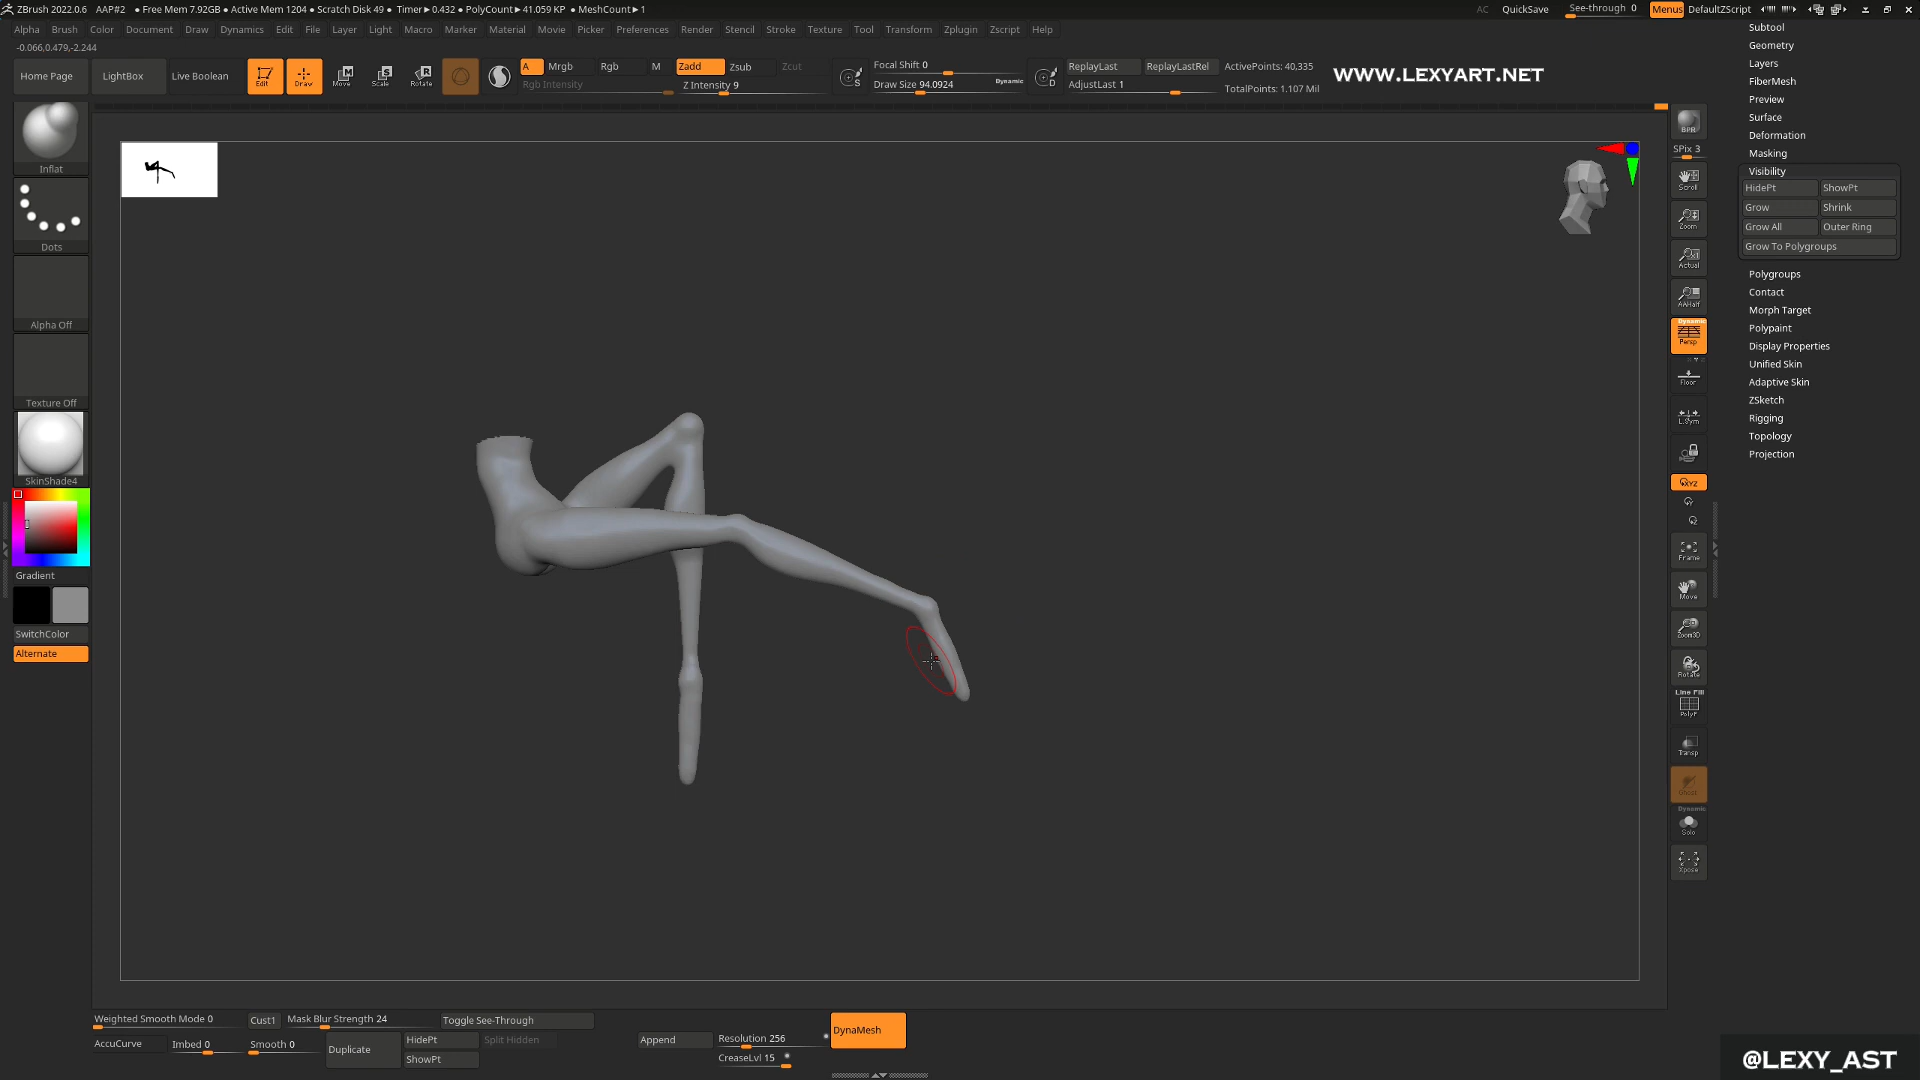 ZBrush 2022.0.6 AAP#2 • Free Mem 7.92GB • Active Mem 1204 • Scratch Disk 49 • Timer▶0.432 • PolyCount▶41.059 KP • MeshCount▶1
AC QuickSave See-through 0 Menus DefaultZScript
Alpha Brush Color Document Draw Dynamics Edit File Layer Light Macro Marker Material Movie Picker Preferences Render Stencil Stroke Texture Tool Transform Zplugin Zscript Help
-0.066,0.479,-2.244
Home Page LightBox Live Boolean Edit Draw Move Scale Rotate
A Mrgb Rgb M Zadd Zsub Zcut
Rgb Intensity Z Intensity 9
S Focal Shift 0
Draw Size 94.0924 Dynamic
D ReplayLast ReplayLastRel
AdjustLast 1
ActivePoints: 40,335
TotalPoints: 1.107 Mil
WWW.LEXYART.NET
Inflat
Dots
Alpha Off
Texture Off
SkinShade4
Gradient
SwitchColor
Alternate
BPR
SPix 3
Scroll
Zoom
Actual
AAHalf
Dynamic
Persp
Floor
L.Sym
XYZ
Frame
Move
Zoom3D
Rotate
Line Fill
PolyF
Transp
Ghost
Dynamic
Solo
Xpose
Subtool
Geometry
Layers
FiberMesh
Preview
Surface
Deformation
Masking
Visibility
HidePt ShowPt
Grow Shrink
Grow All Outer Ring
Grow To Polygroups
Polygroups
Contact
Morph Target
Polypaint
Display Properties
Unified Skin
Adaptive Skin
ZSketch
Rigging
Topology
Projection
Weighted Smooth Mode 0 Cust1 Mask Blur Strength 24 Toggle See-Through
AccuCurve Imbed 0 Smooth 0 Duplicate
HidePt Split Hidden
ShowPt
Append Resolution 256
CreaseLvl 15
DynaMesh
@LEXY_AST